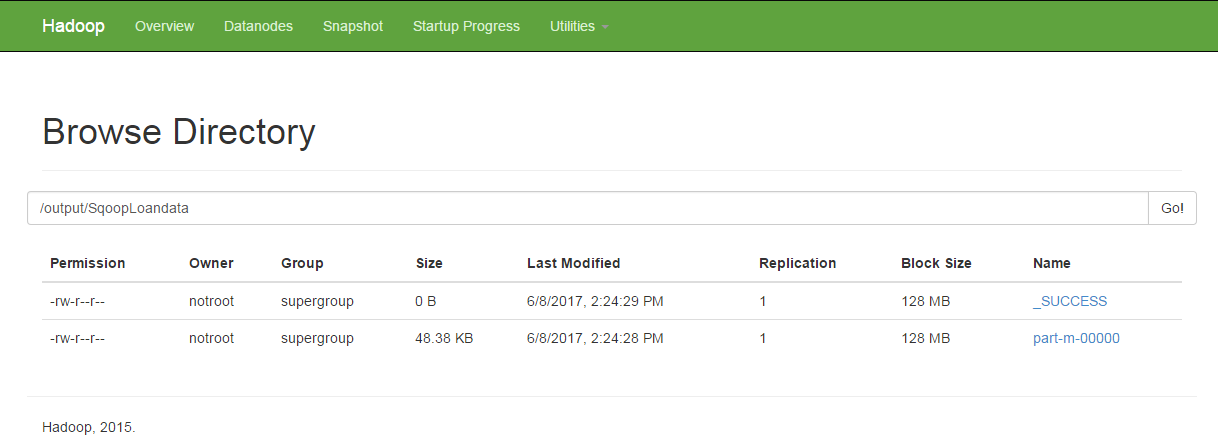 Hadoop Overview Datanodes Snapshot Startup Progress Utilities
Browse Directory
/output/SqoopLoandata Go!
Permission Owner Group Size Last Modified Replication Block Size Name
-rw-r--r-- notroot supergroup 0 B 6/8/2017, 2:24:29 PM 1 128 MB _SUCCESS
-rw-r--r-- notroot supergroup 48.38 KB 6/8/2017, 2:24:28 PM 1 128 MB part-m-00000
Hadoop, 2015.